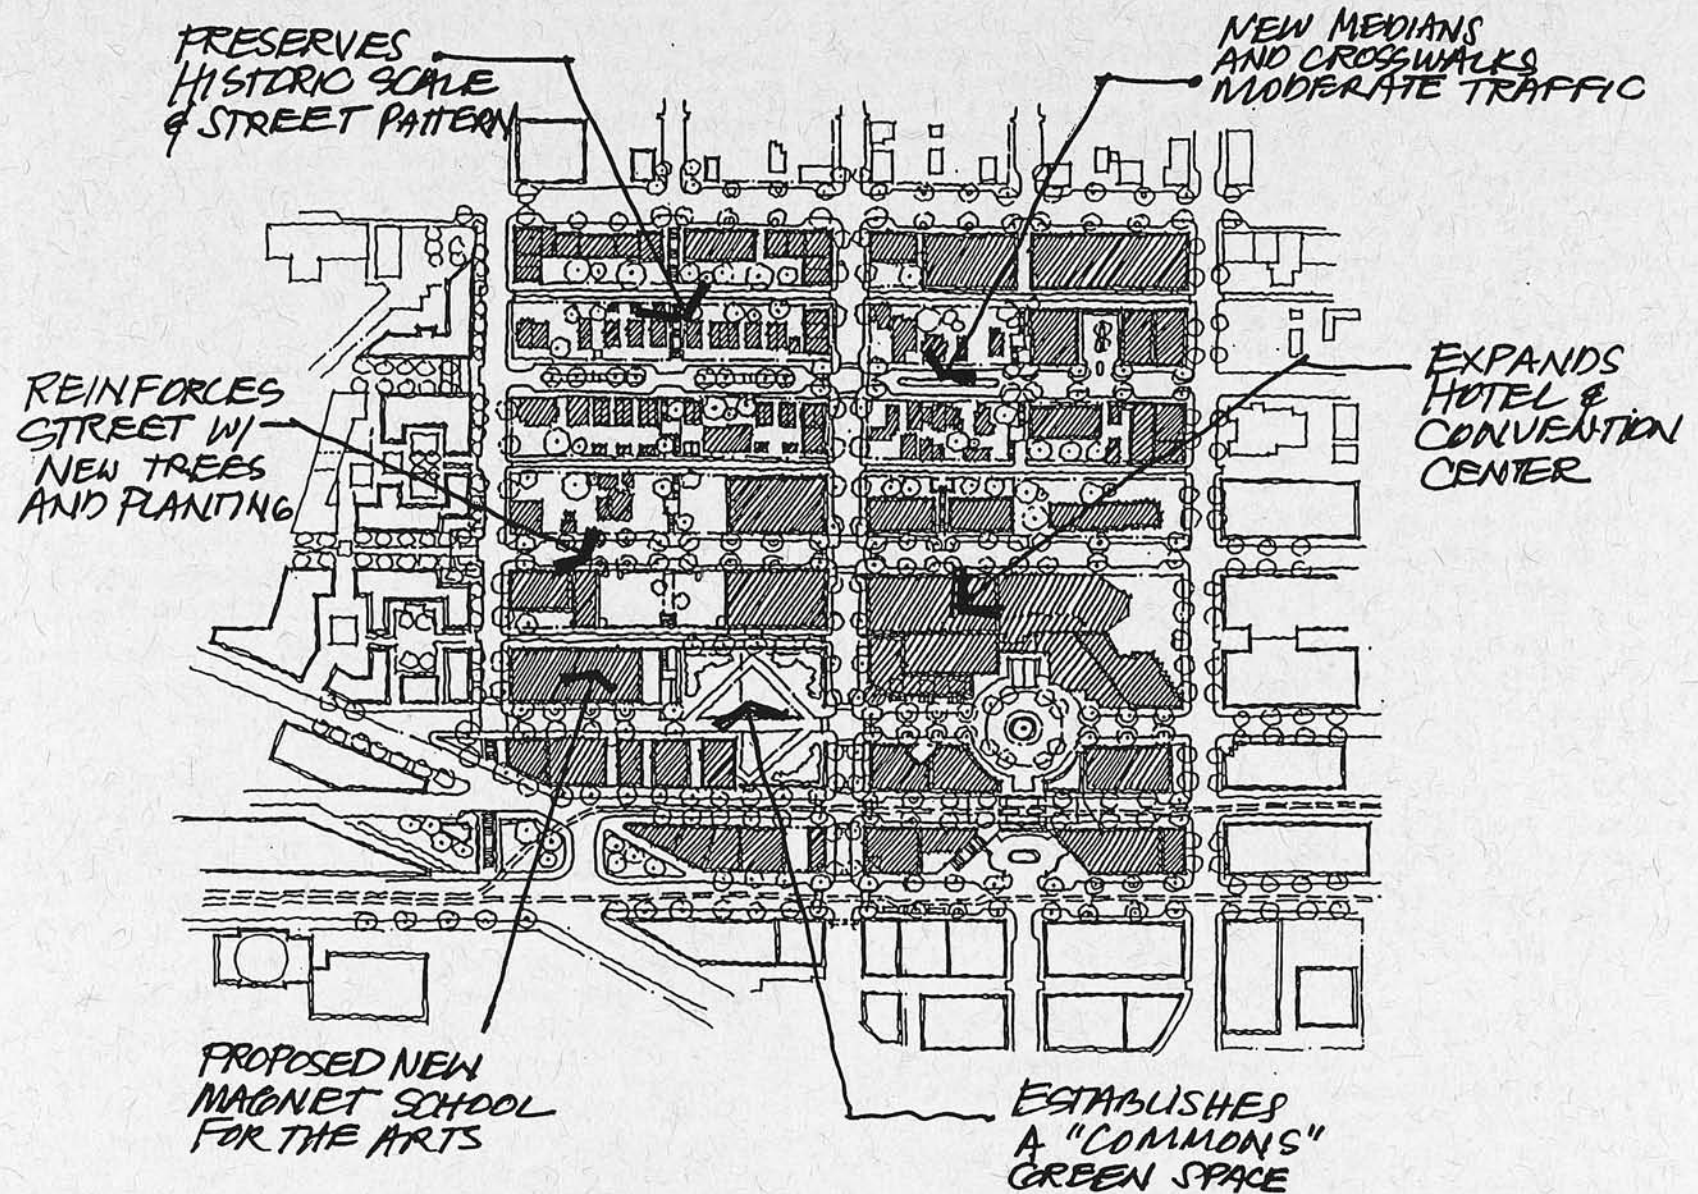 PRESERVES
HISTORIC SCALE
& STREET PATTERN
NEW MEDIANS
AND CROSSWALKS
MODERATE TRAFFIC
REINFORCES
STREET W/
NEW TREES
AND PLANTING
EXPANDS
HOTEL &
CONVENTION
CENTER
PROPOSED NEW
MAGNET SCHOOL
FOR THE ARTS
ESTABLISHES
A "COMMONS"
GREEN SPACE